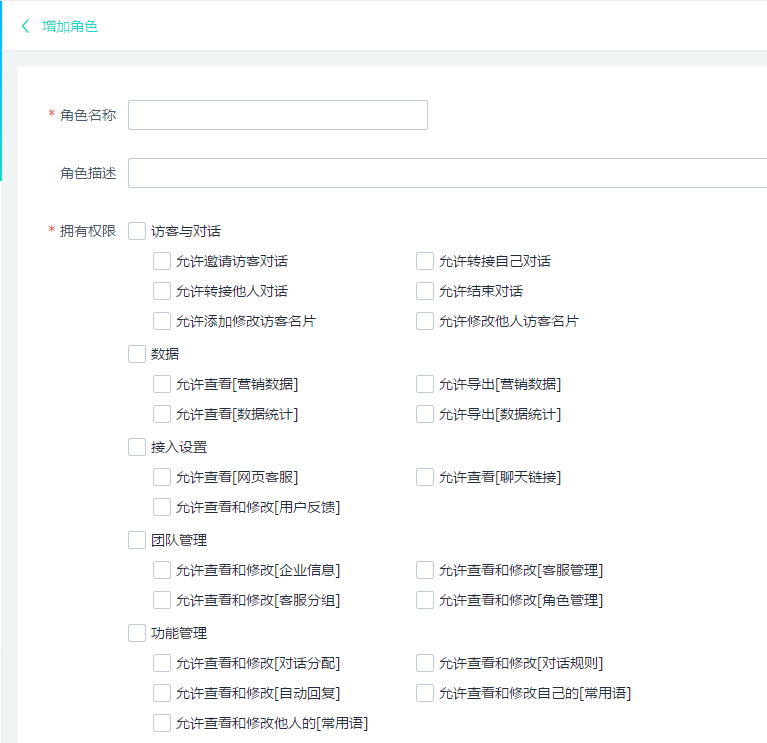 增加角色
* 角色名称
角色描述
* 拥有权限 访客与对话
允许邀请访客对话 允许转接自己对话
允许转接他人对话 允许结束对话
允许添加修改访客名片 允许修改他人访客名片
数据
允许查看[营销数据] 允许导出[营销数据]
允许查看[数据统计] 允许导出[数据统计]
接入设置
允许查看[网页客服] 允许查看[聊天链接]
允许查看和修改[用户反馈]
团队管理
允许查看和修改[企业信息] 允许查看和修改[客服管理]
允许查看和修改[客服分组] 允许查看和修改[角色管理]
功能管理
允许查看和修改[对话分配] 允许查看和修改[对话规则]
允许查看和修改[自动回复] 允许查看和修改自己的[常用语]
允许查看和修改他人的[常用语]